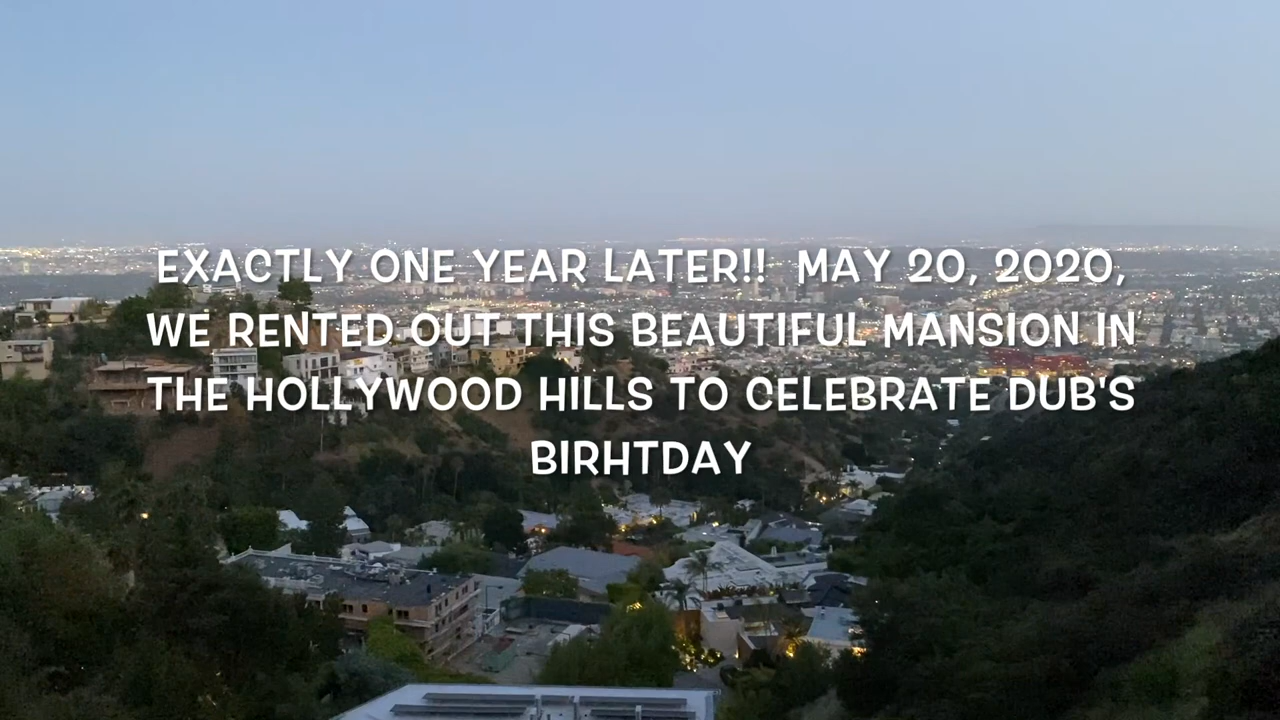 EXACTLY ONE YEAR LATER!! MAY 20, 2020,
WE RENTED OUT THIS BEAUTIFUL MANSION IN
THE HOLLYWOOD HILLS TO CELEBRATE DUB'S
BIRHTDAY